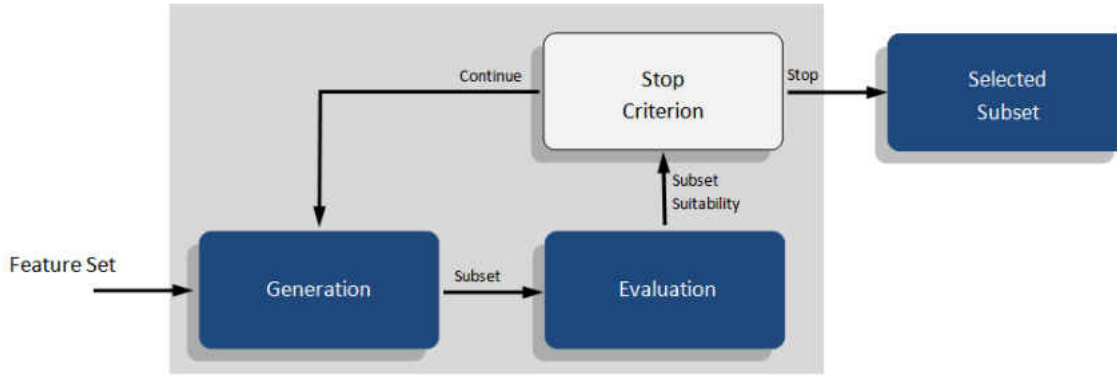 Continue
Stop
Criterion
Stop
Selected
Subset
Subset
Suitability
Feature Set
Generation
Subset
Evaluation